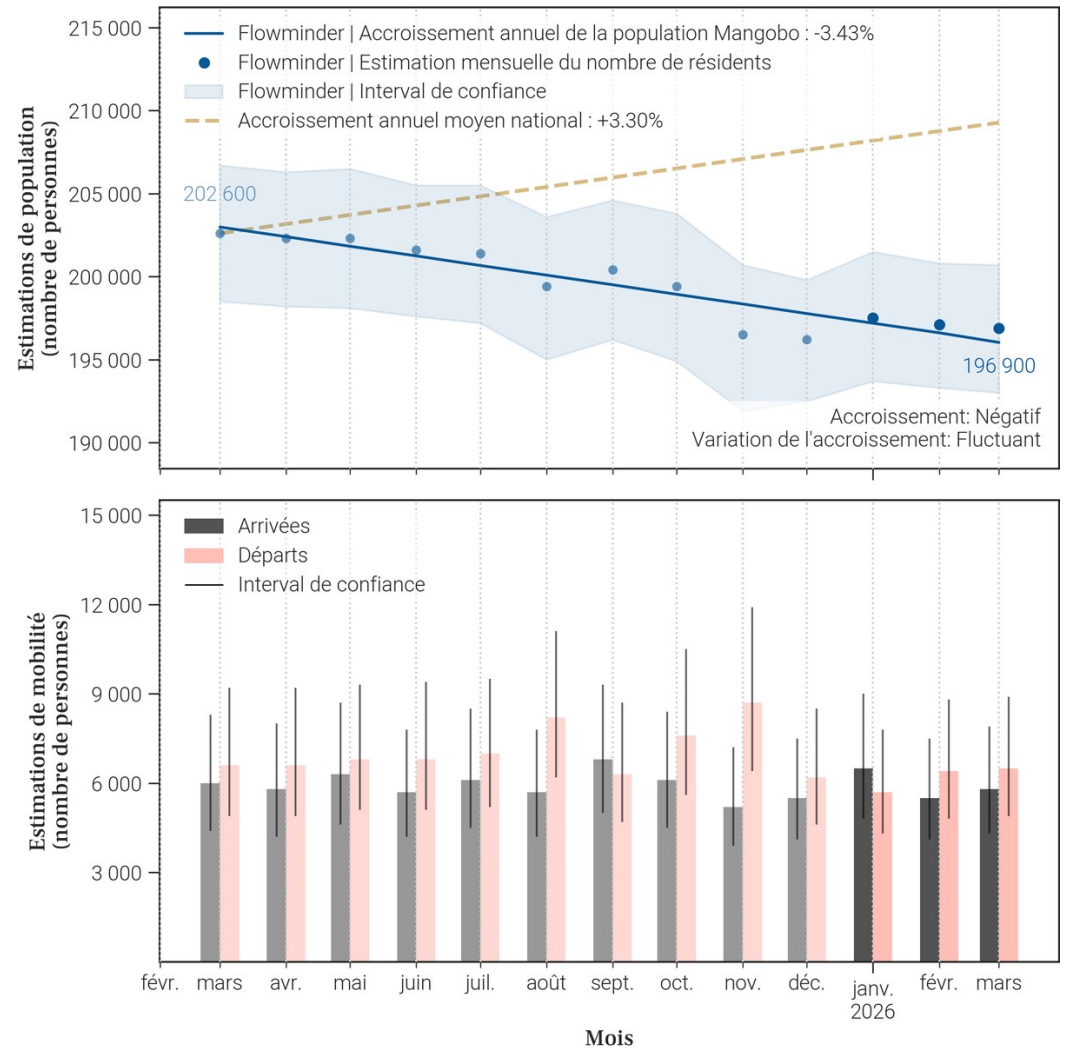 215 000
210 000
205 000
200 000
195 000
190 000
Estimations de population
(nombre de personnes)
Flowminder | Accroissement annuel de la population Mangobo : -3.43%
Flowminder | Estimation mensuelle du nombre de résidents
Flowminder | Interval de confiance
Accroissement annuel moyen national : +3.30%
202 600
196 900
Accroissement: Négatif
Variation de l'accroissement: Fluctuant
15 000
12 000
9 000
6 000
3 000
Estimations de mobilité
(nombre de personnes)
Arrivées
Départs
Interval de confiance
févr. mars avr. mai juin juil. août sept. oct. nov. déc. janv. févr. mars
2026
Mois